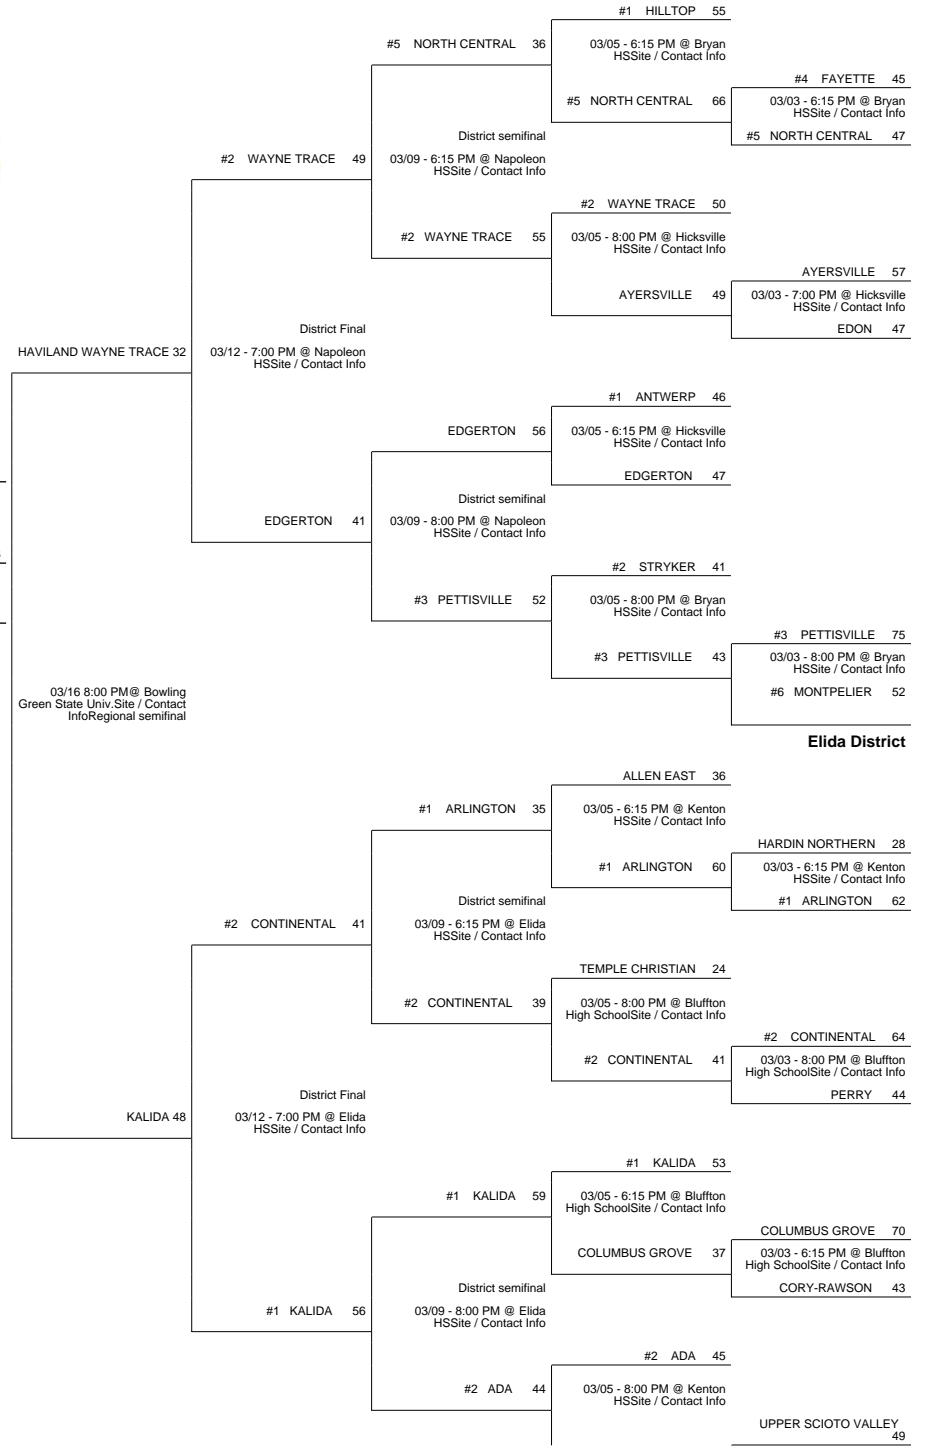 #1 HILLTOP 55
#5 NORTH CENTRAL 36
03/05 - 6:15 PM @ Bryan
HSSite / Contact Info
#4 FAYETTE 45
#5 NORTH CENTRAL 66
03/03 - 6:15 PM @ Bryan
HSSite / Contact Info
District semifinal
#5 NORTH CENTRAL 47
#2 WAYNE TRACE 49
03/09 - 6:15 PM @ Napoleon
HSSite / Contact Info
#2 WAYNE TRACE 50
#2 WAYNE TRACE 55
03/05 - 8:00 PM @ Hicksville
HSSite / Contact Info
AYERSVILLE 57
AYERSVILLE 49
03/03 - 7:00 PM @ Hicksville
HSSite / Contact Info
District Final
EDON 47
HAVILAND WAYNE TRACE 32
03/12 - 7:00 PM @ Napoleon
HSSite / Contact Info
#1 ANTWERP 46
EDGERTON 56
03/05 - 6:15 PM @ Hicksville
HSSite / Contact Info
EDGERTON 47
District semifinal
EDGERTON 41
03/09 - 8:00 PM @ Napoleon
HSSite / Contact Info
#2 STRYKER 41
#3 PETTISVILLE 52
03/05 - 8:00 PM @ Bryan
HSSite / Contact Info
#3 PETTISVILLE 75
#3 PETTISVILLE 43
03/03 - 8:00 PM @ Bryan
HSSite / Contact Info
03/16 8:00 PM@ Bowling
Green State Univ.Site / Contact
InfoRegional semifinal
#6 MONTPELIER 52
Elida District
ALLEN EAST 36
#1 ARLINGTON 35
03/05 - 6:15 PM @ Kenton
HSSite / Contact Info
HARDIN NORTHERN 28
#1 ARLINGTON 60
03/03 - 6:15 PM @ Kenton
HSSite / Contact Info
District semifinal
#1 ARLINGTON 62
#2 CONTINENTAL 41
03/09 - 6:15 PM @ Elida
HSSite / Contact Info
TEMPLE CHRISTIAN 24
#2 CONTINENTAL 39
03/05 - 8:00 PM @ Bluffton
High SchoolSite / Contact Info
#2 CONTINENTAL 64
#2 CONTINENTAL 41
03/03 - 8:00 PM @ Bluffton
High SchoolSite / Contact Info
District Final
PERRY 44
KALIDA 48
03/12 - 7:00 PM @ Elida
HSSite / Contact Info
#1 KALIDA 53
#1 KALIDA 59
03/05 - 6:15 PM @ Bluffton
High SchoolSite / Contact Info
COLUMBUS GROVE 70
COLUMBUS GROVE 37
03/03 - 6:15 PM @ Bluffton
High SchoolSite / Contact Info
District semifinal
CORY-RAWSON 43
#1 KALIDA 56
03/09 - 8:00 PM @ Elida
HSSite / Contact Info
#2 ADA 45
#2 ADA 44
03/05 - 8:00 PM @ Kenton
HSSite / Contact Info
UPPER SCIOTO VALLEY
49